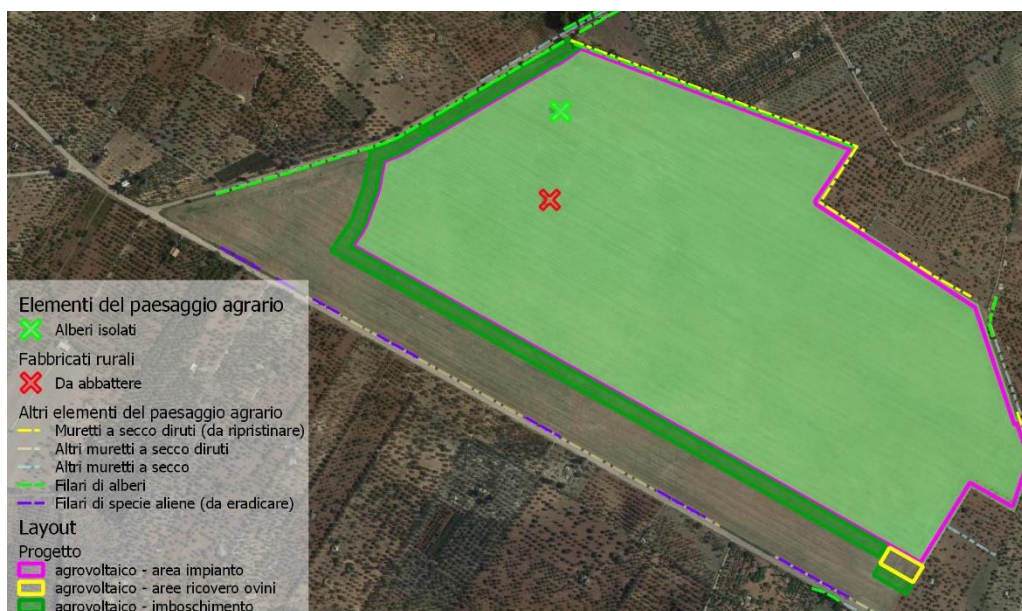 Elementi del paesaggio agrario
Alberi isolati
Fabbricati rurali
Da abbattere
Altri elementi del paesaggio agrario
Muretti a secco diruti (da ripristinare)
Altri muretti a secco diruti
Altri muretti a secco
Filari di alberi
Filari di specie aliene (da eradicare)
Layout
Progetto
agrovoltaico - area impianto
agrovoltaico - aree ricovero ovini
agrovoltaico - imboschimento